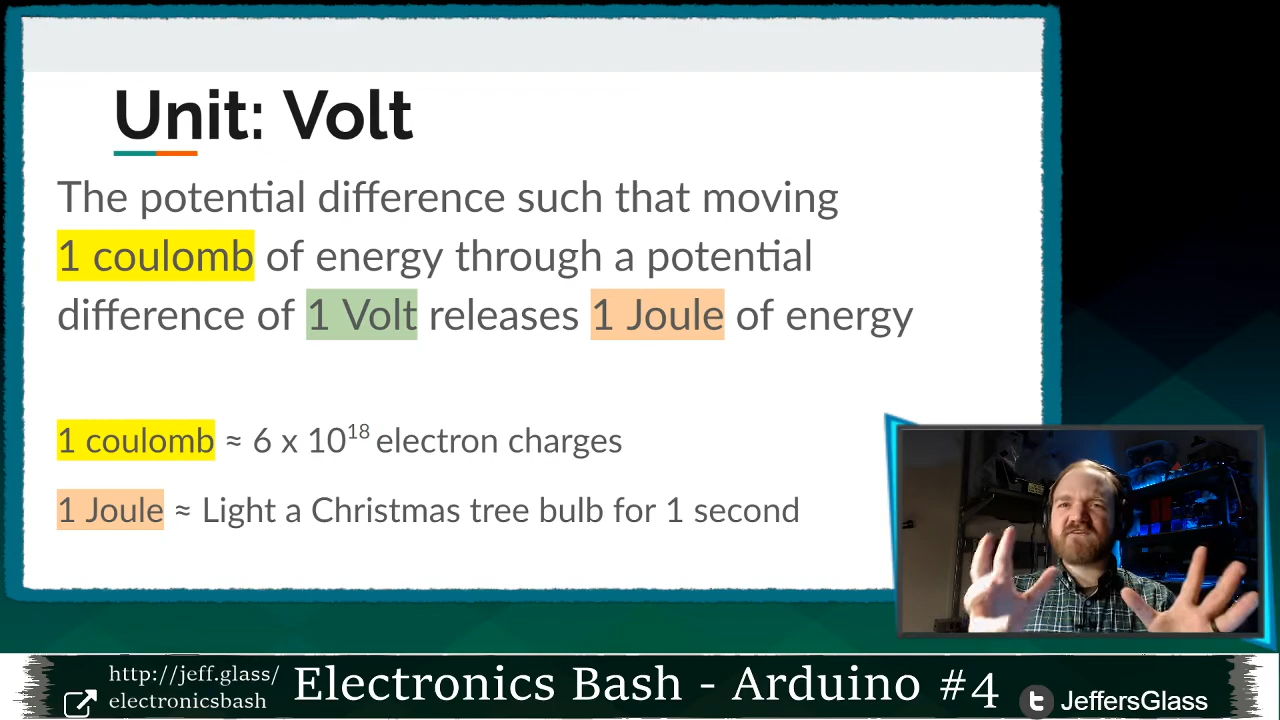 Unit: Volt
The potential difference such that moving
1 coulomb of energy through a potential
difference of 1 Volt releases 1 Joule of energy
1 coulomb ≈ 6 x 10¹⁸ electron charges
1 Joule ≈ Light a Christmas tree bulb for 1 second
http://jeff.glass/
electronicsbash
Electronics Bash - Arduino #4
JeffersGlass